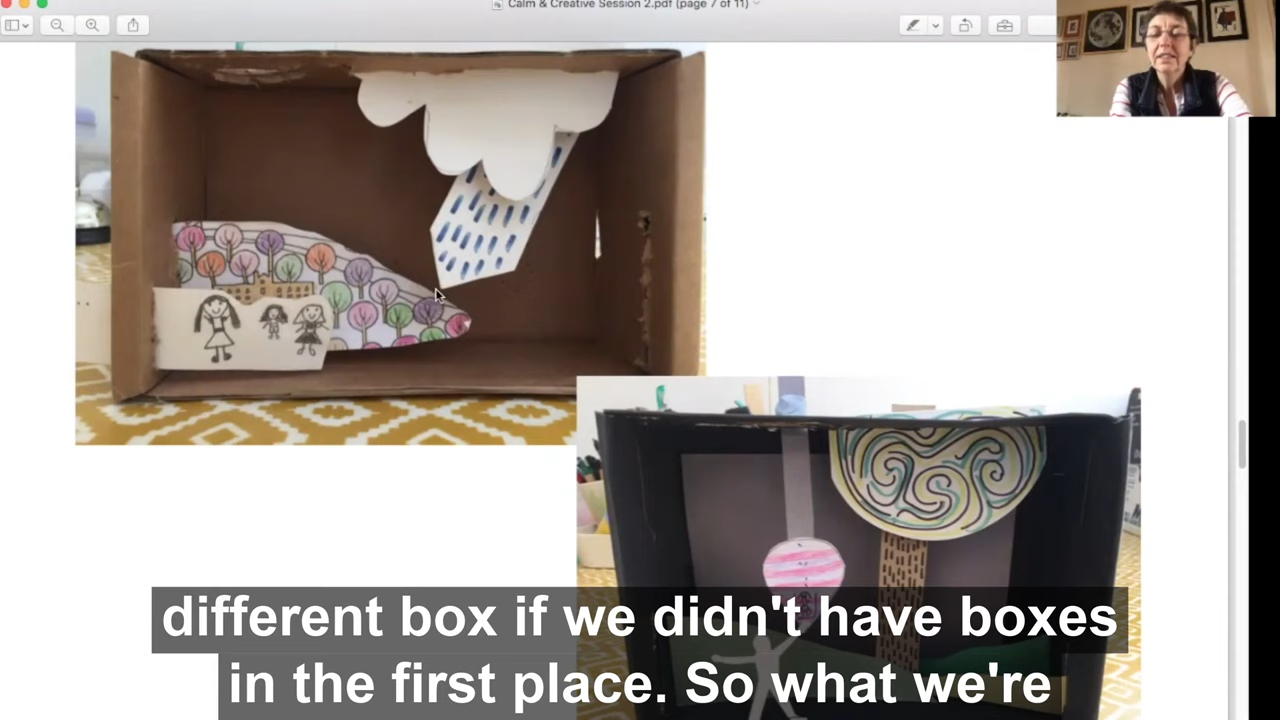 Calm & Creative Session 2.pdf (page 7 of 11)
different box if we didn't have boxes
in the first place. So what we're